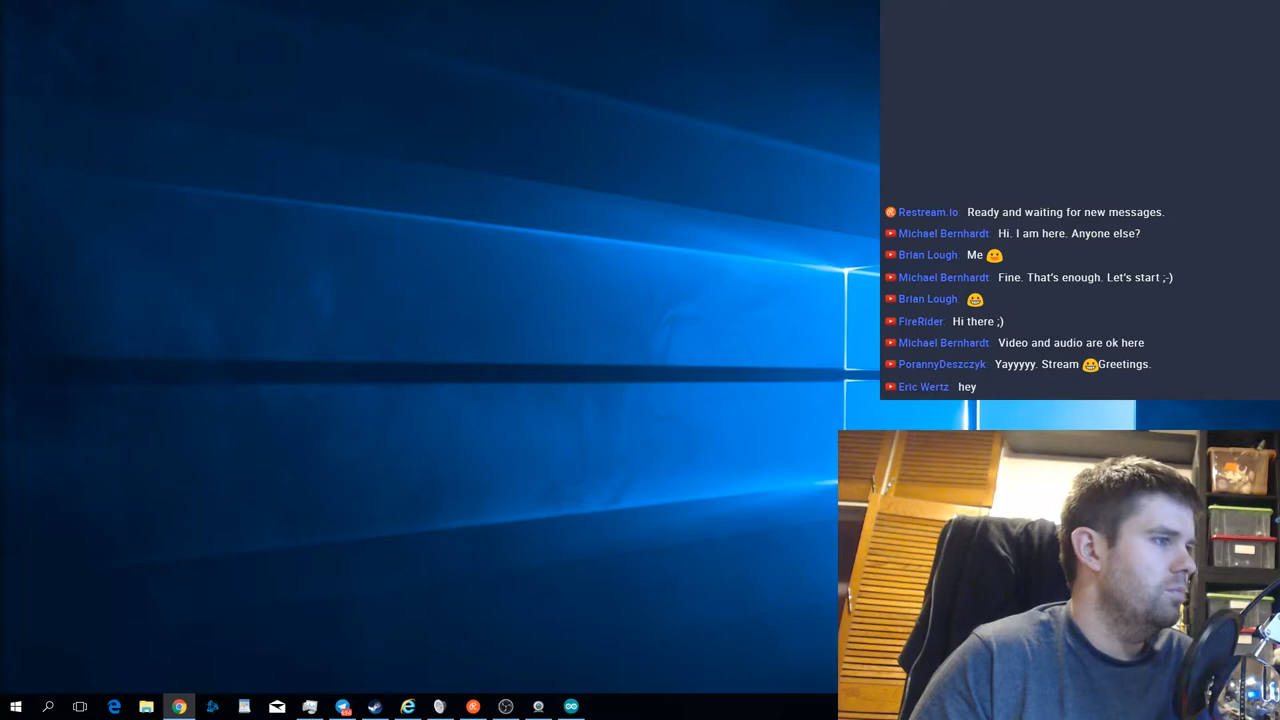 Restream.io Ready and waiting for new messages.
Michael Bernhardt Hi. I am here. Anyone else?
Brian Lough Me
Michael Bernhardt Fine. That's enough. Let's start ;-)
Brian Lough
FireRider Hi there ;)
Michael Bernhardt Video and audio are ok here
PorannyDeszczyk Yayyyyy. Stream Greetings.
Eric Wertz hey